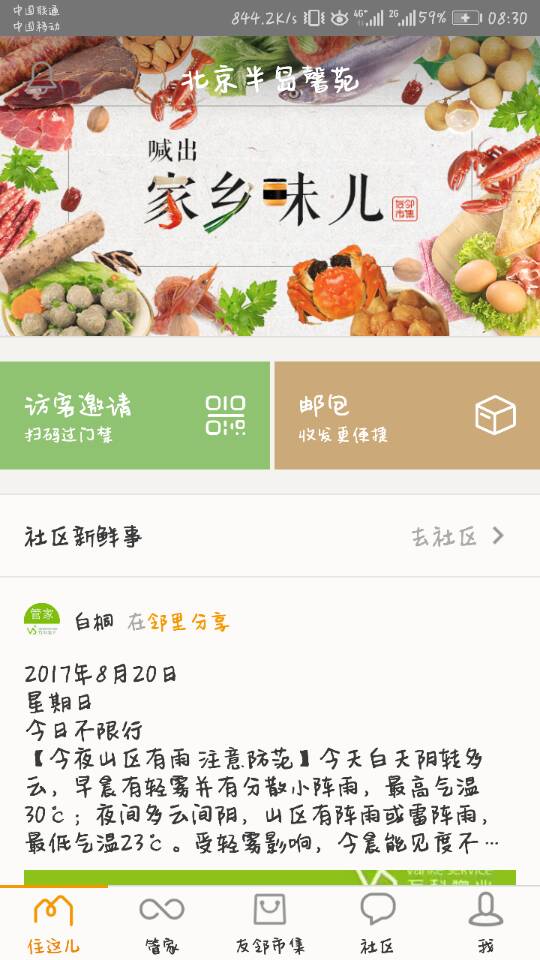 中国联通
中国移动
844.2K/s 4G 2G 59% 08:30
北京半岛馨苑
喊出
家乡味儿
友邻市集
访客邀请
扫码过门禁
邮包
收发更便捷
社区新鲜事
去社区
管家
白桐 在邻里分享
2017年8月20日
星期日
今日不限行
【今夜山区有雨 注意防范】今天白天阴转多
云，早晨有轻雾并有分散小阵雨，最高气温
30℃；夜间多云间阴，山区有阵雨或雷阵雨，
最低气温23℃。受轻雾影响，今晨能见度不…
VANKE SERVICE
万科物业
住这儿
管家
友邻市集
社区
我